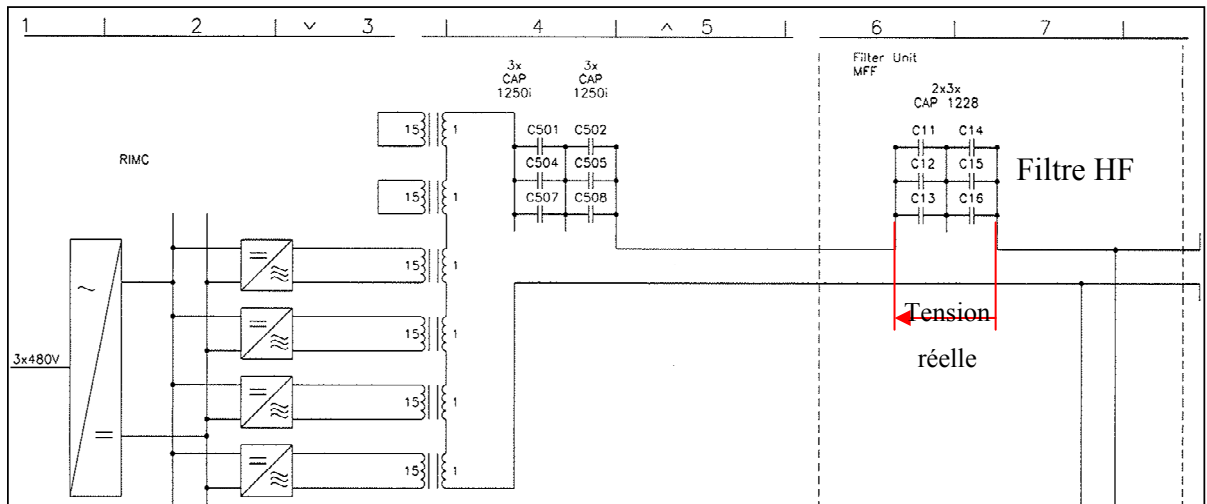 1 2 ˅ 3 4 ˄ 5 6 7
Filter Unit
MFF
3x
CAP
1250i
3x
CAP
1250i
2x3x
CAP 1228
15 1
C501 C502
C11 C14
RIMC
C504 C505
C12 C15
Filtre HF
15 1
C507 C508
C13 C16
15 1
Tension
réelle
15 1
3x480V
15 1
15 1